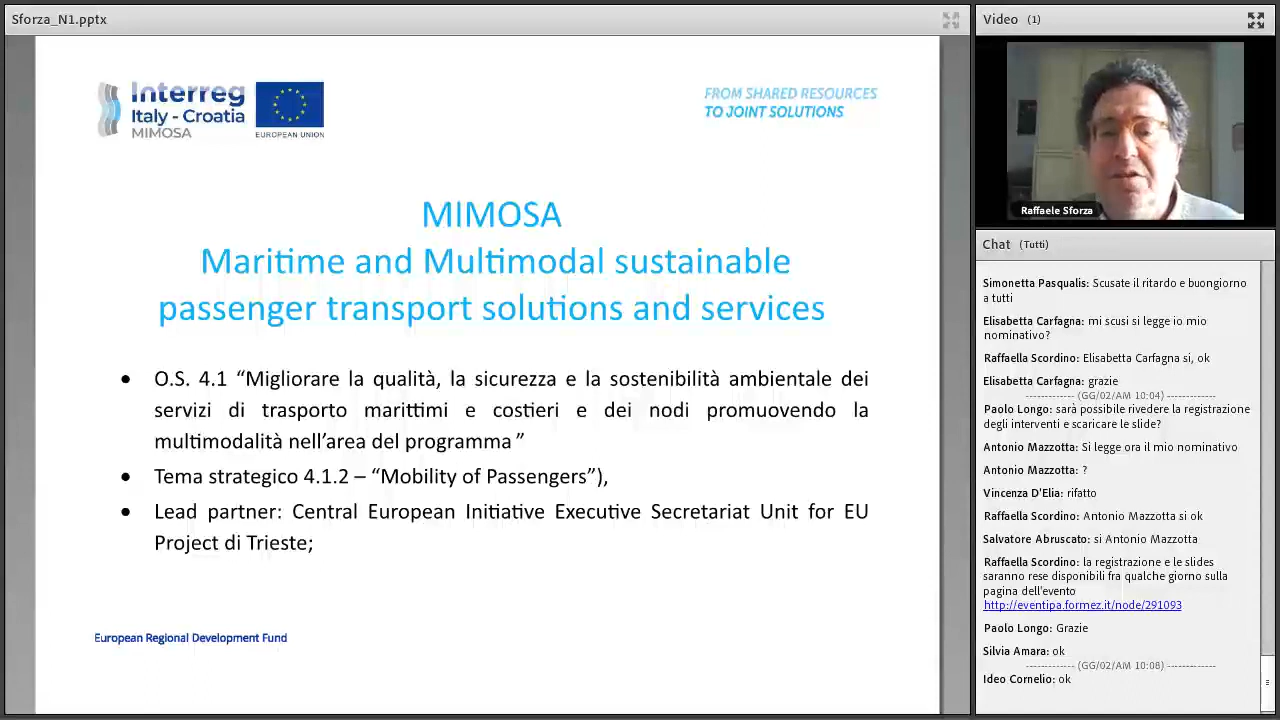 Sforza_N1.pptx
Interreg
Italy - Croatia
MIMOSA
EUROPEAN UNION
FROM SHARED RESOURCES
TO JOINT SOLUTIONS
MIMOSA
Maritime and Multimodal sustainable
passenger transport solutions and services
• O.S. 4.1 “Migliorare la qualità, la sicurezza e la sostenibilità ambientale dei
servizi di trasporto marittimi e costieri e dei nodi promuovendo la
multimodalità nell’area del programma”
• Tema strategico 4.1.2 – “Mobility of Passengers”),
• Lead partner: Central European Initiative Executive Secretariat Unit for EU
Project di Trieste;
European Regional Development Fund
Video (1)
Raffaele Sforza
Chat (Tutti)
Simonetta Pasqualis: Scusate il ritardo e buongiorno
a tutti
Elisabetta Carfagna: mi scusi si legge io mio
nominativo?
Raffaella Scordino: Elisabetta Carfagna si, ok
Elisabetta Carfagna: grazie
------------- (GG/02/AM 10:04) -------------
Paolo Longo: sarà possibile rivedere la registrazione
degli interventi e scaricare le slide?
Antonio Mazzotta: Si legge ora il mio nominativo
Antonio Mazzotta: ?
Vincenza D'Elia: rifatto
Raffaella Scordino: Antonio Mazzotta si ok
Salvatore Abruscato: si Antonio Mazzotta
Raffaella Scordino: la registrazione e le slides
saranno rese disponibili fra qualche giorno sulla
pagina dell'evento
http://eventipa.formez.it/node/291093
Paolo Longo: Grazie
Silvia Amara: ok
------------- (GG/02/AM 10:08) -------------
Ideo Cornelio: ok